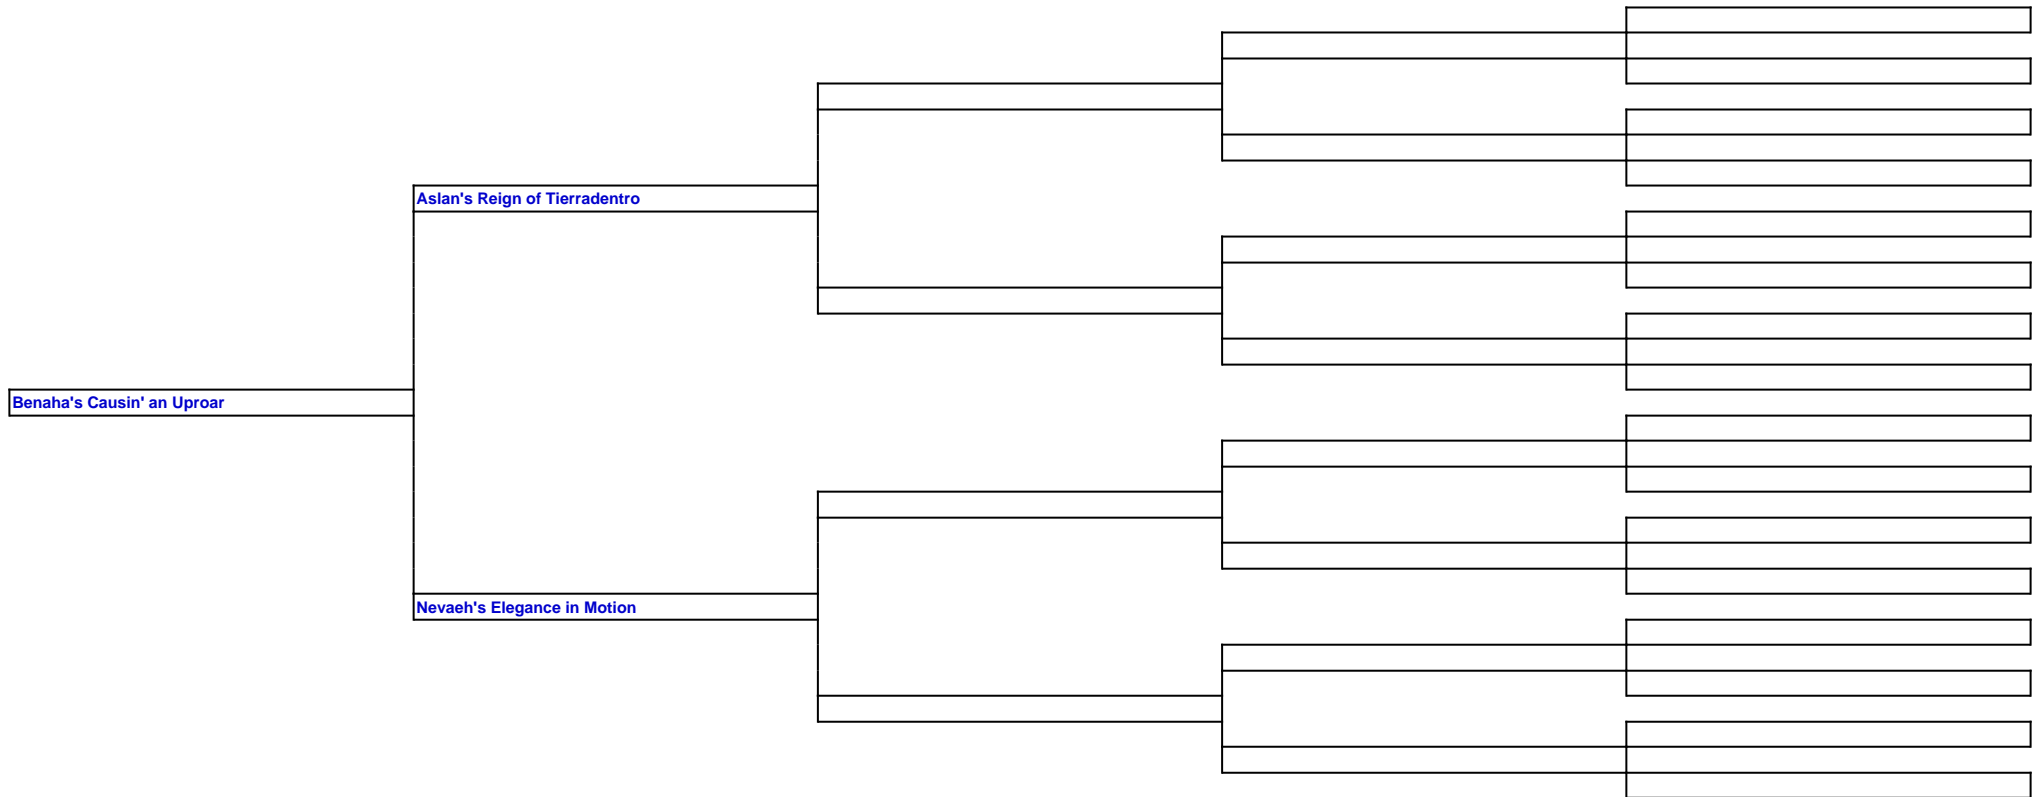 Aslan's Reign of Tierradentro
Benaha's Causin' an Uproar
Nevaeh's Elegance in Motion